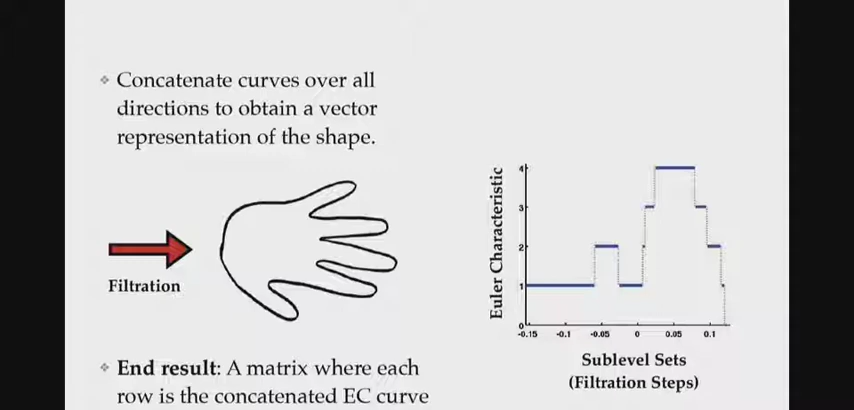 Concatenate curves over all
directions to obtain a vector
representation of the shape.
Filtration
End result: A matrix where each
row is the concatenated EC curve
Euler Characteristic
4
3
2
1
0
-0.15 -0.1 -0.05 0 0.05 0.1
Sublevel Sets
(Filtration Steps)